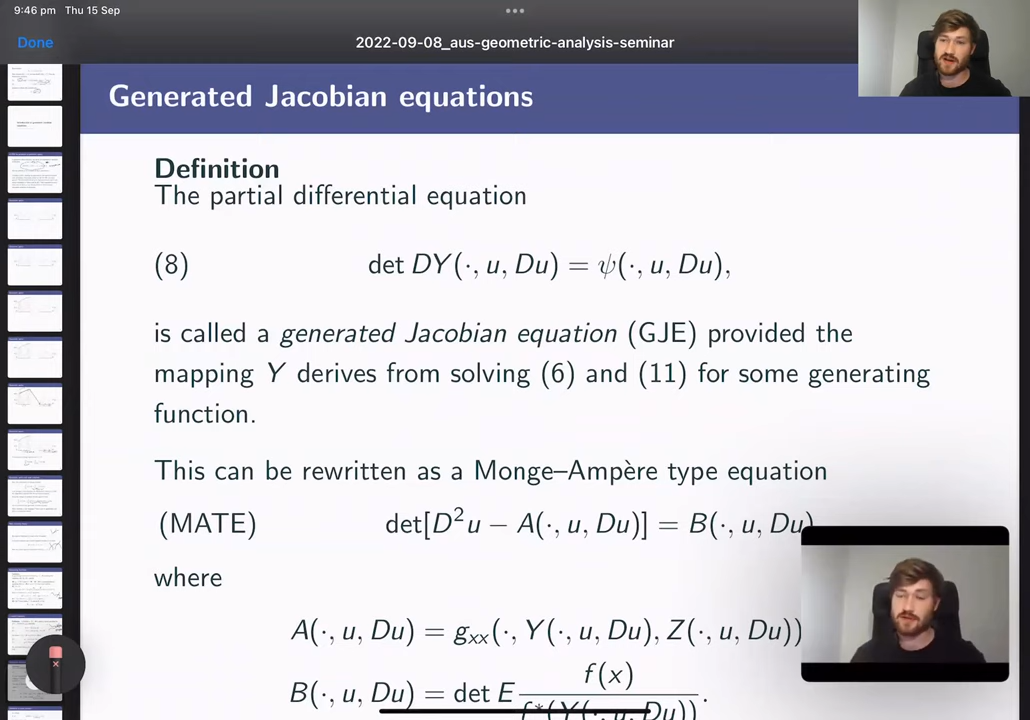 9:46 pm Thu 15 Sep
Done
2022-09-08_aus-geometric-analysis-seminar
Generated Jacobian equations
Definition
The partial differential equation
(8) det DY(·, u, Du) = ψ(·, u, Du),
is called a generated Jacobian equation (GJE) provided the
mapping Y derives from solving (6) and (11) for some generating
function.
This can be rewritten as a Monge–Ampère type equation
(MATE) det[D²u − A(·, u, Du)] = B(·, u, Du)
where
A(·, u, Du) = g_xx(·, Y(·, u, Du), Z(·, u, Du))
B(·, u, Du) = det E f(x) / f*(Y(·, u, Du)).